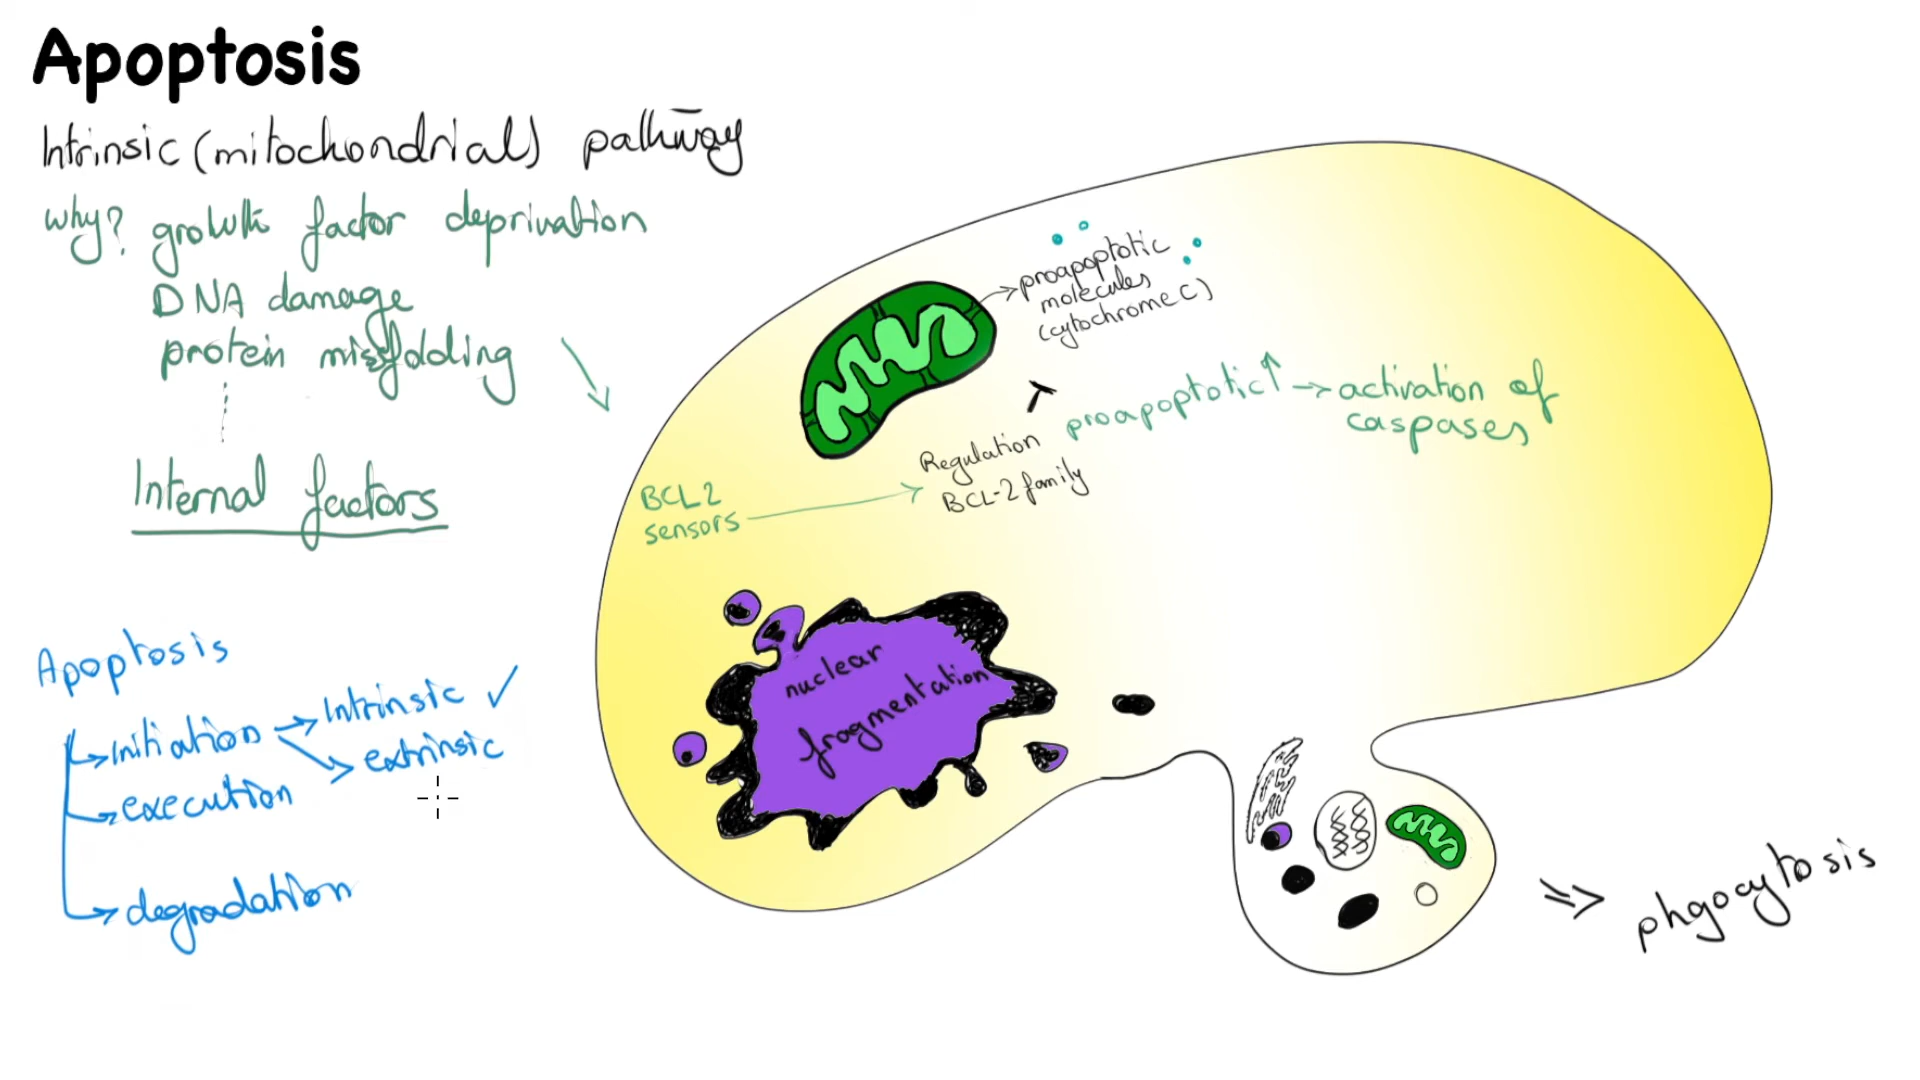 Apoptosis
Intrinsic (mitochondrial) pathway
why? growth factor deprivation
DNA damage
protein misfolding
Internal factors
proapoptotic
molecules
(cytochrome C)
proapoptotic↑ → activation of
caspases
Regulation
BCL-2 family
BCL2
sensors
nuclear
fragmentation
Apoptosis
initiation → Intrinsic ✓
extrinsic
execution
degradation
phgocytosis